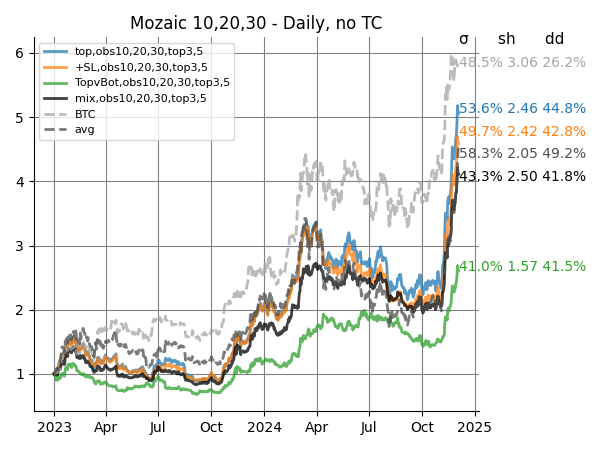 Mozaic 10,20,30 - Daily, no TC
σ sh dd
6
5
4
3
2
1
top,obs10,20,30,top3,5
+SL,obs10,20,30,top3,5
TopvBot,obs10,20,30,top3,5
mix,obs10,20,30,top3,5
BTC
avg
48.5% 3.06 26.2%
53.6% 2.46 44.8%
49.7% 2.42 42.8%
58.3% 2.05 49.2%
43.3% 2.50 41.8%
41.0% 1.57 41.5%
2023 Apr Jul Oct 2024 Apr Jul Oct 2025